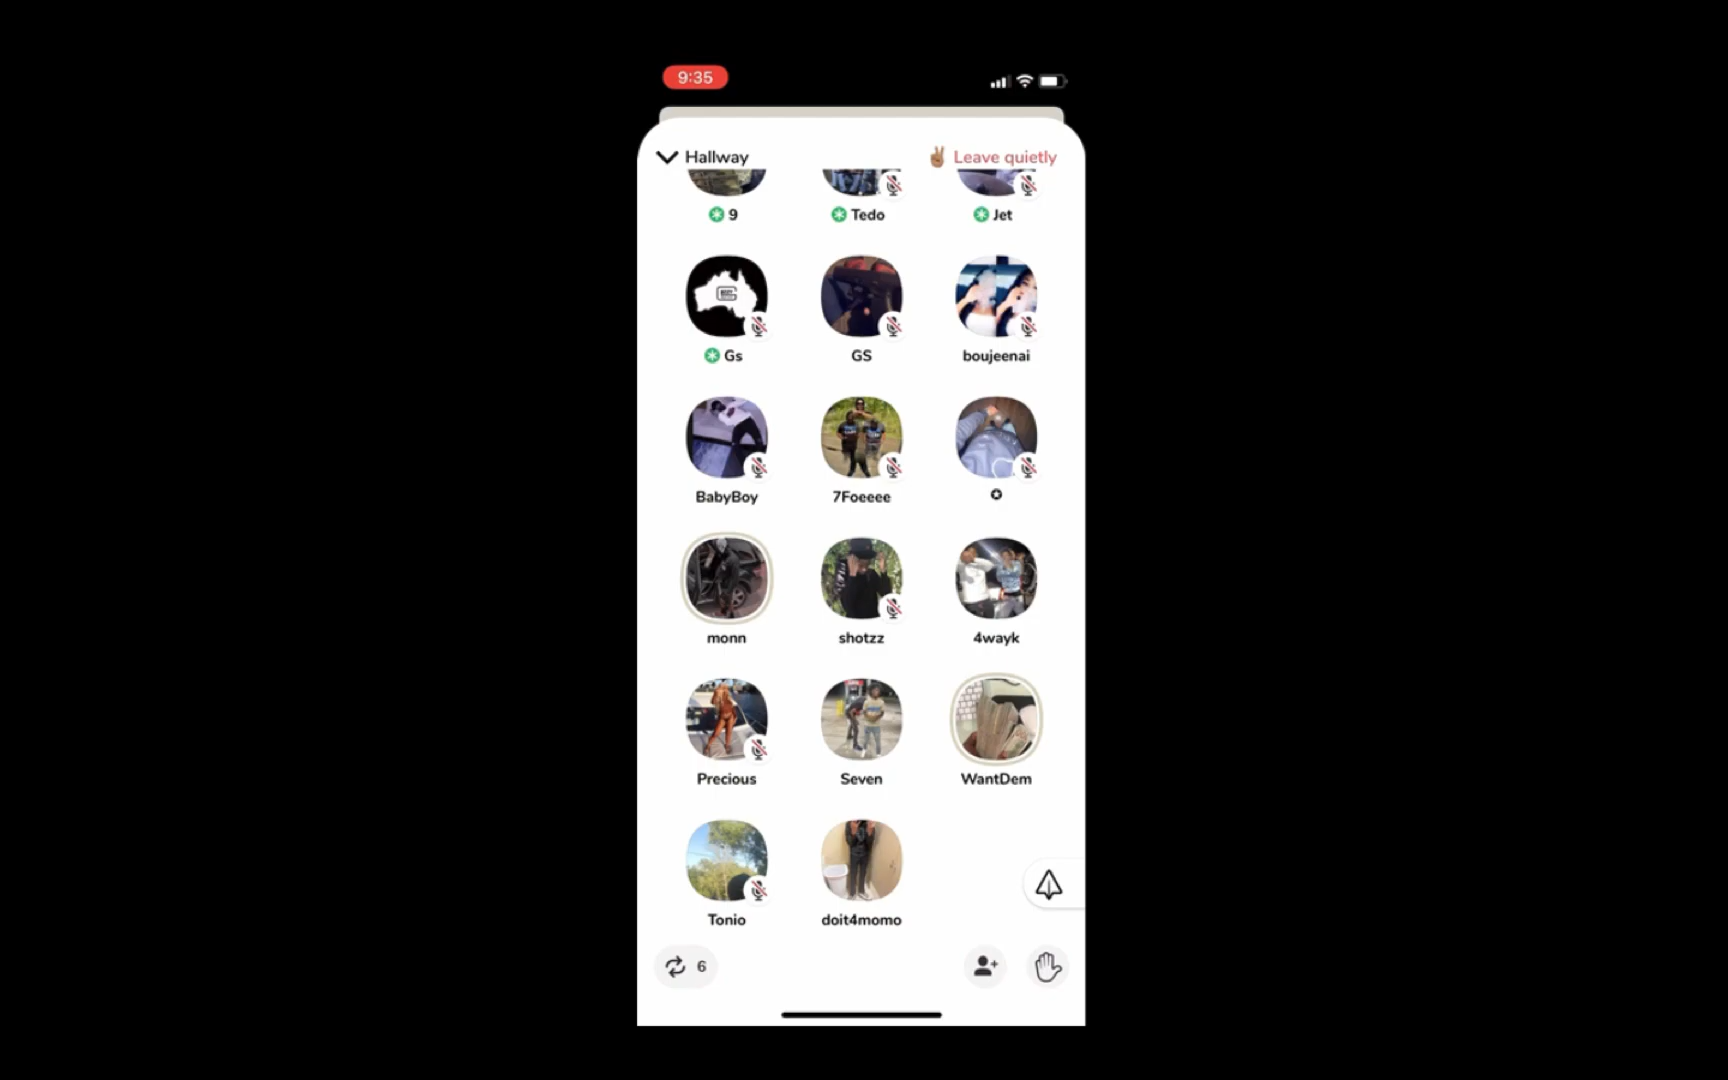 9:35
Hallway
✌🏽 Leave quietly
9
Tedo
Jet
Gs
GS
boujeenai
BabyBoy
7Foeeee
✪
monn
shotzz
4wayk
Precious
Seven
WantDem
Tonio
doit4momo
6